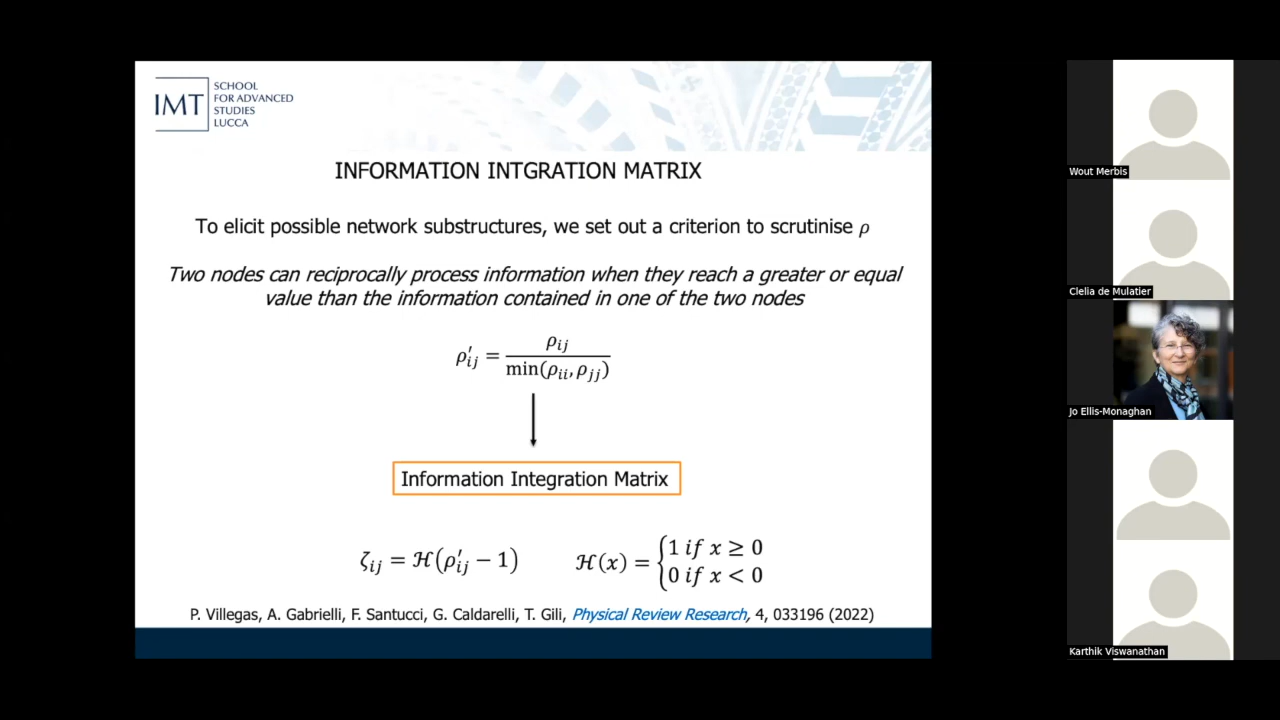 IMT
SCHOOL
FOR ADVANCED
STUDIES
LUCCA
INFORMATION INTGRATION MATRIX
To elicit possible network substructures, we set out a criterion to scrutinise ρ
Two nodes can reciprocally process information when they reach a greater or equal
value than the information contained in one of the two nodes
ρ′ij = ρij / min(ρii, ρjj)
Information Integration Matrix
ζij = ℋ(ρ′ij − 1)
ℋ(x) = {1 if x ≥ 0
0 if x < 0
P. Villegas, A. Gabrielli, F. Santucci, G. Caldarelli, T. Gili, Physical Review Research, 4, 033196 (2022)
Wout Merbis
Clelia de Mulatier
Jo Ellis-Monaghan
Karthik Viswanathan